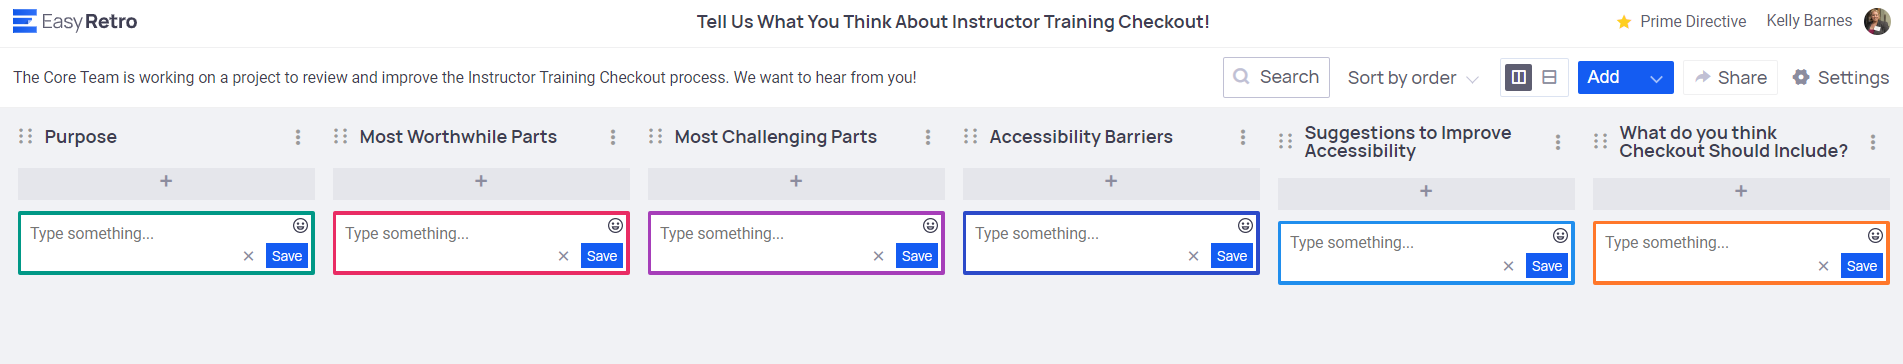 EasyRetro
Tell Us What You Think About Instructor Training Checkout!
Prime Directive
Kelly Barnes
The Core Team is working on a project to review and improve the Instructor Training Checkout process. We want to hear from you!
Search
Sort by order
Add
Share
Settings
Purpose
Most Worthwhile Parts
Most Challenging Parts
Accessibility Barriers
Suggestions to Improve
Accessibility
What do you think
Checkout Should Include?
+
+
+
+
+
+
Type something...
Save
Type something...
Save
Type something...
Save
Type something...
Save
Type something...
Save
Type something...
Save